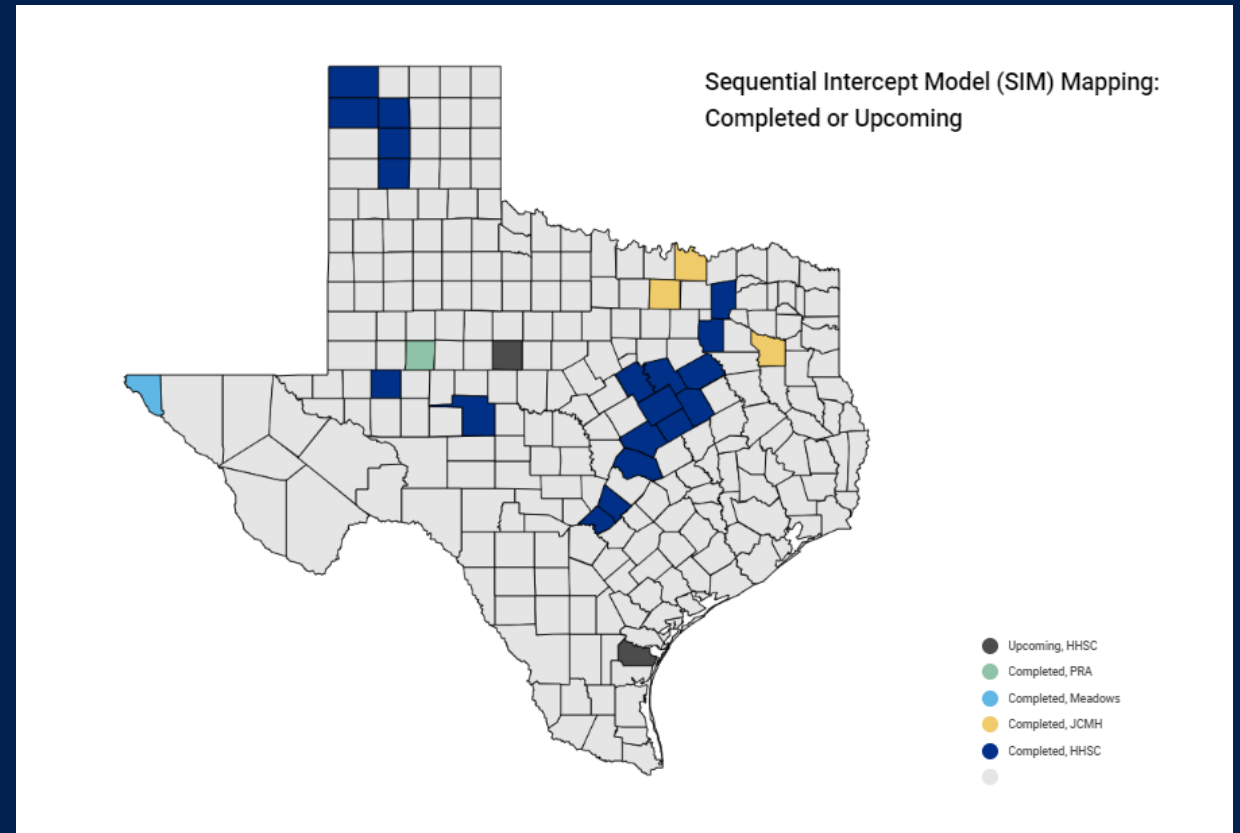 Sequential Intercept Model (SIM) Mapping:
Completed or Upcoming
Upcoming, HHSC
Completed, PRA
Completed, Meadows
Completed, JCMH
Completed, HHSC